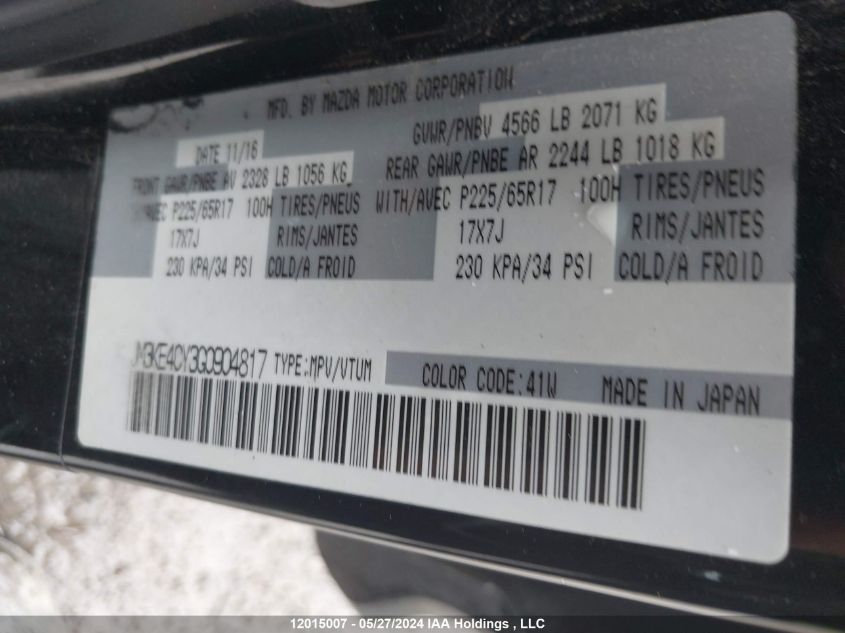 MFD. BY MAZDA MOTOR CORPORATION
DATE 11/16 GVWR/PNBV 4566 LB 2071 KG
FRONT GAWR/PNBE AV 2328 LB 1056 KG REAR GAWR/PNBE AR 2244 LB 1018 KG
WITH/AVEC P225/65R17 100H TIRES/PNEUS WITH/AVEC P225/65R17 100H TIRES/PNEUS
17X7J RIMS/JANTES 17X7J RIMS/JANTES
230 KPA/34 PSI COLD/A FROID 230 KPA/34 PSI COLD/A FROID
JM3KE4CY3G0904817 TYPE:MPV/VTUM COLOR CODE:41W MADE IN JAPAN
12015007 - 05/27/2024 IAA Holdings , LLC